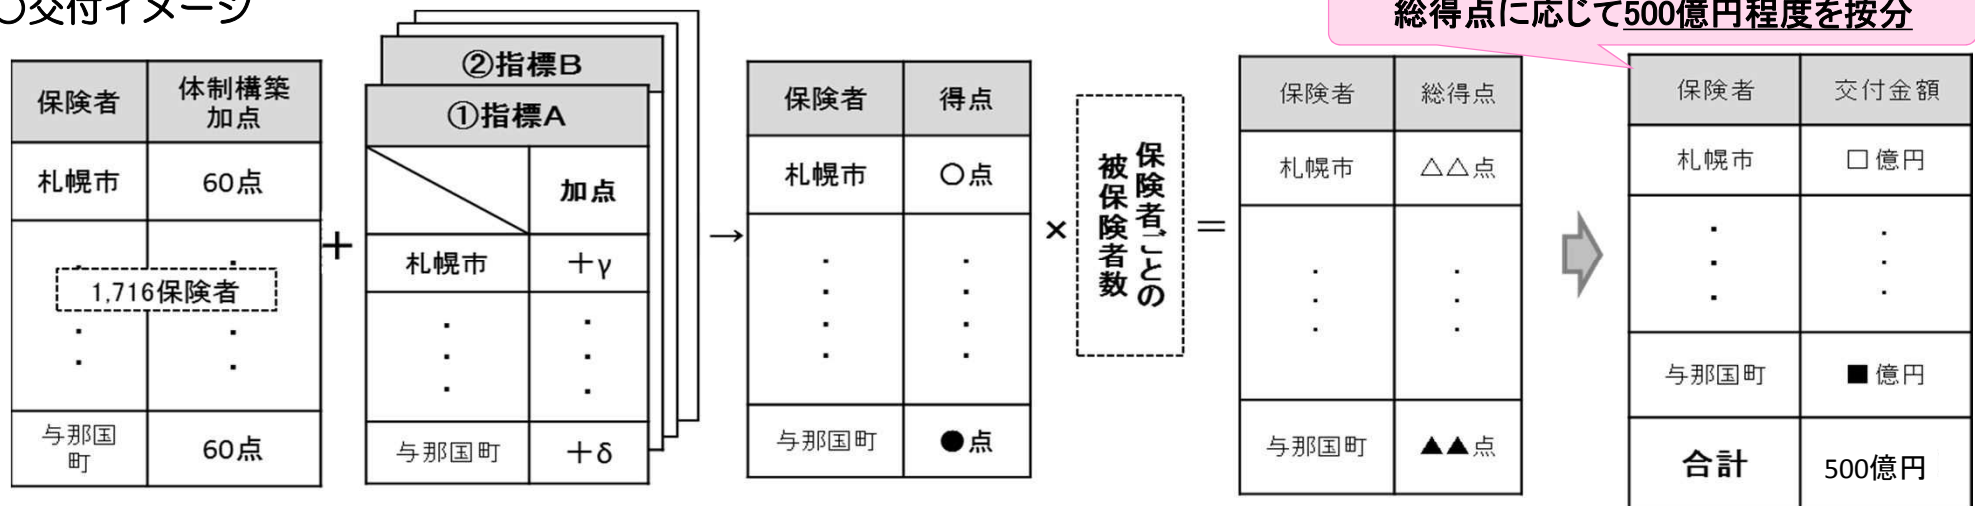 〇交付イメージ
総得点に応じて500億円程度を按分
保険者
体制構築
加点
札幌市
60点
1,716保険者
与那国
町
60点
＋
②指標B
①指標A
加点
札幌市
＋γ
与那国町
＋δ
→
保険者
得点
札幌市
〇点
与那国町
●点
×
保険者ごとの
被保険者数
＝
保険者
総得点
札幌市
△△点
与那国町
▲▲点
保険者
交付金額
札幌市
□億円
与那国町
■億円
合計
500億円